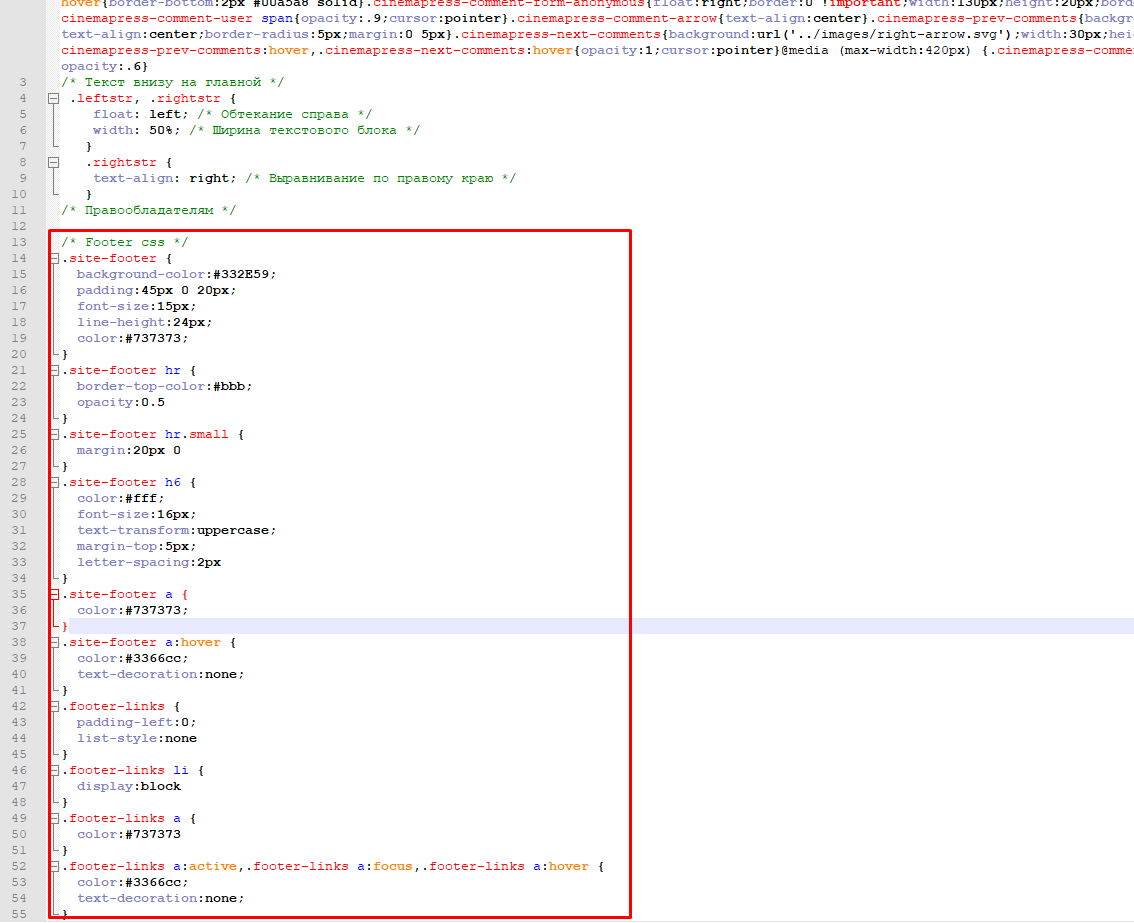 hover{border-bottom:2px #00a5a8 solid}.cinemapress-comment-form-anonymous{float:right;border:0 !important;width:130px;height:20px;bord
cinemapress-comment-user span{opacity:.9;cursor:pointer}.cinemapress-comment-arrow{text-align:center}.cinemapress-prev-comments{backg
text-align:center;border-radius:5px;margin:0 5px}.cinemapress-next-comments{background:url('../images/right-arrow.svg');width:30px;hei
cinemapress-prev-comments:hover,.cinemapress-next-comments:hover{opacity:1;cursor:pointer}@media (max-width:420px) {.cinemapress-comme
opacity:.6}
3 /* Текст внизу на главной */
4 .leftstr, .rightstr {
5 float: left; /* Обтекание справа */
6 width: 50%; /* Ширина текстового блока */
7 }
8 .rightstr {
9 text-align: right; /* Выравнивание по правому краю */
10 }
11 /* Правообладателям */
12
13 /* Footer css */
14 .site-footer {
15 background-color:#332E59;
16 padding:45px 0 20px;
17 font-size:15px;
18 line-height:24px;
19 color:#737373;
20 }
21 .site-footer hr {
22 border-top-color:#bbb;
23 opacity:0.5
24 }
25 .site-footer hr.small {
26 margin:20px 0
27 }
28 .site-footer h6 {
29 color:#fff;
30 font-size:16px;
31 text-transform:uppercase;
32 margin-top:5px;
33 letter-spacing:2px
34 }
35 .site-footer a {
36 color:#737373;
37 }
38 .site-footer a:hover {
39 color:#3366cc;
40 text-decoration:none;
41 }
42 .footer-links {
43 padding-left:0;
44 list-style:none
45 }
46 .footer-links li {
47 display:block
48 }
49 .footer-links a {
50 color:#737373
51 }
52 .footer-links a:active,.footer-links a:focus,.footer-links a:hover {
53 color:#3366cc;
54 text-decoration:none;
55 }